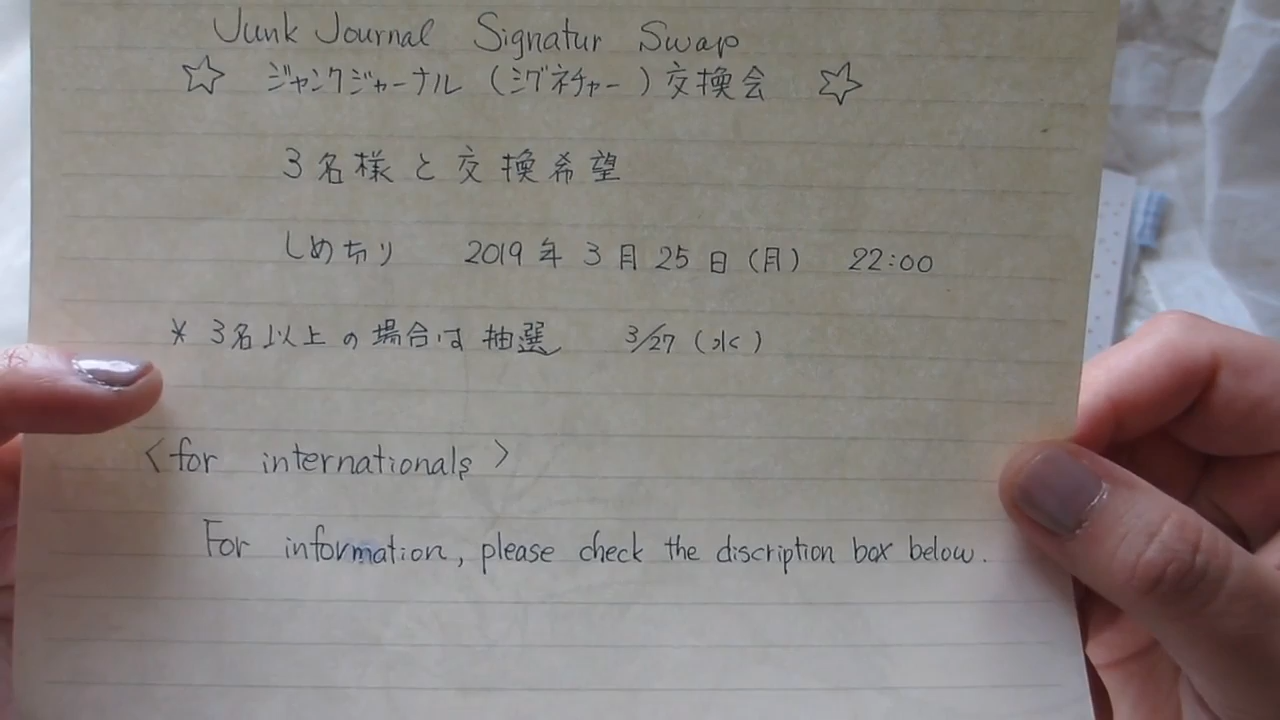 Junk Journal Signatur Swap
☆ ジャンクジャーナル (シグネチャー) 交換会 ☆
3名様と交換希望
しめきり 2019年3月25日(月) 22:00
* 3名以上の場合は抽選 3/27 (水)
<for internationals>
For information, please check the discription box below.